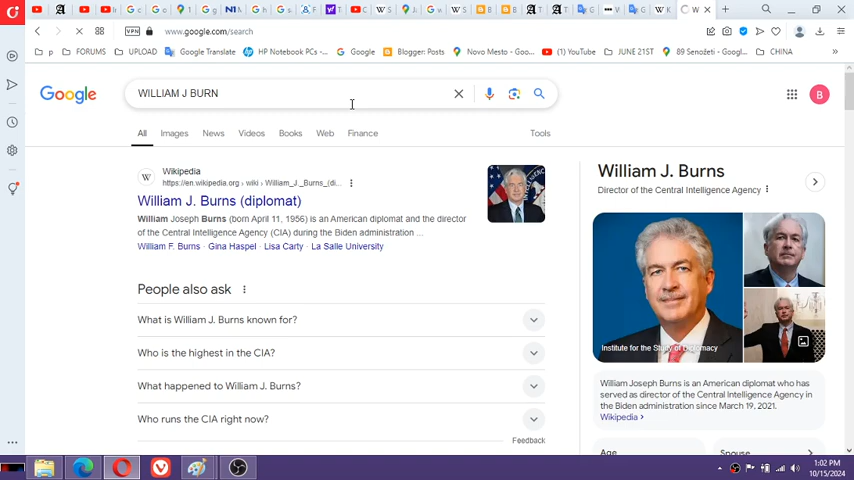 VPN
www.google.com/search
p
FORUMS
UPLOAD
Google Translate
HP Notebook PC -...
Google
Blogger: Posts
Novo Mesto – Goo...
(1) YouTube
JUNE 21ST
89 Senožeti - Googl...
CHINA
Google
WILLIAM J BURN
B
All
Images
News
Videos
Books
Web
Finance
Tools
W
Wikipedia
https://en.wikipedia.org › wiki › William_J._Burns_(di...
William J. Burns (diplomat)
William Joseph Burns (born April 11, 1956) is an American diplomat and the director
of the Central Intelligence Agency (CIA) during the Biden administration ...
William F. Burns · Gina Haspel · Lisa Carty · La Salle University
People also ask
What is William J. Burns known for?
Who is the highest in the CIA?
What happened to William J. Burns?
Who runs the CIA right now?
Feedback
William J. Burns
Director of the Central Intelligence Agency
Institute for the Study of Diplomacy
William Joseph Burns is an American diplomat who has
served as director of the Central Intelligence Agency in
the Biden administration since March 19, 2021.
Wikipedia ›
Age
Spouse
1:02 PM
10/15/2024